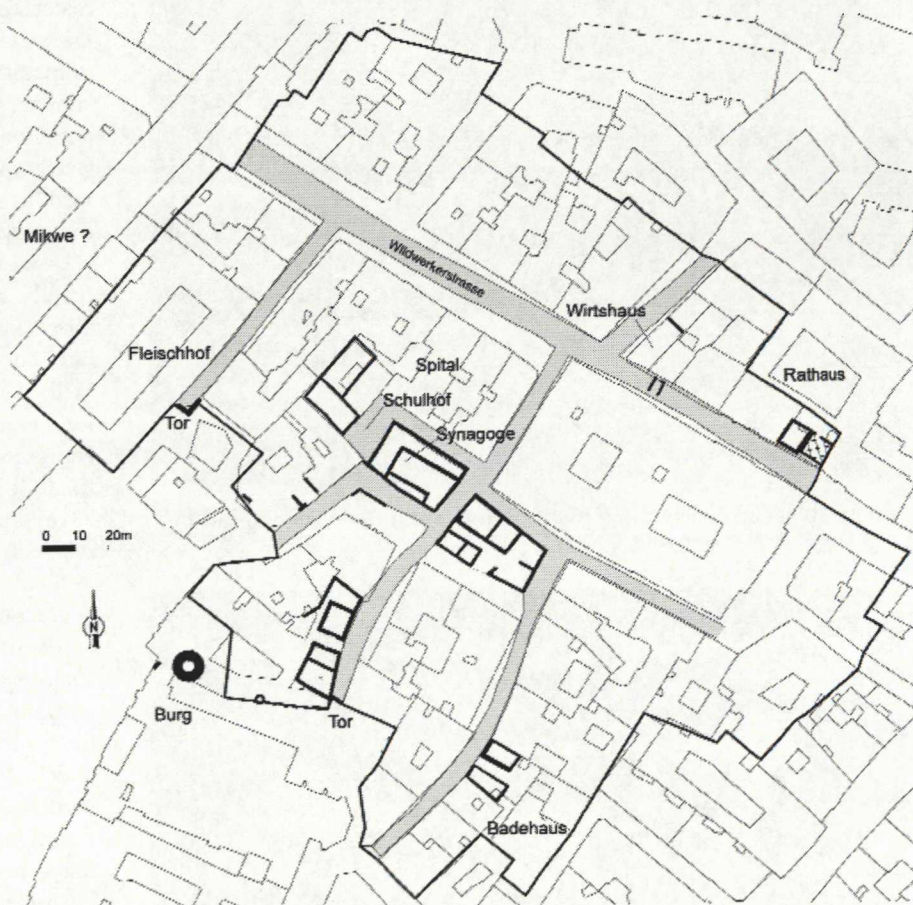 Mikwe ?
Wildwerkerstrasse
Wirtshaus
Fleischhof
Spital
Rathaus
Schulhof
Tor
Synagoge
0 10 20m
N
Burg
Tor
Badehaus